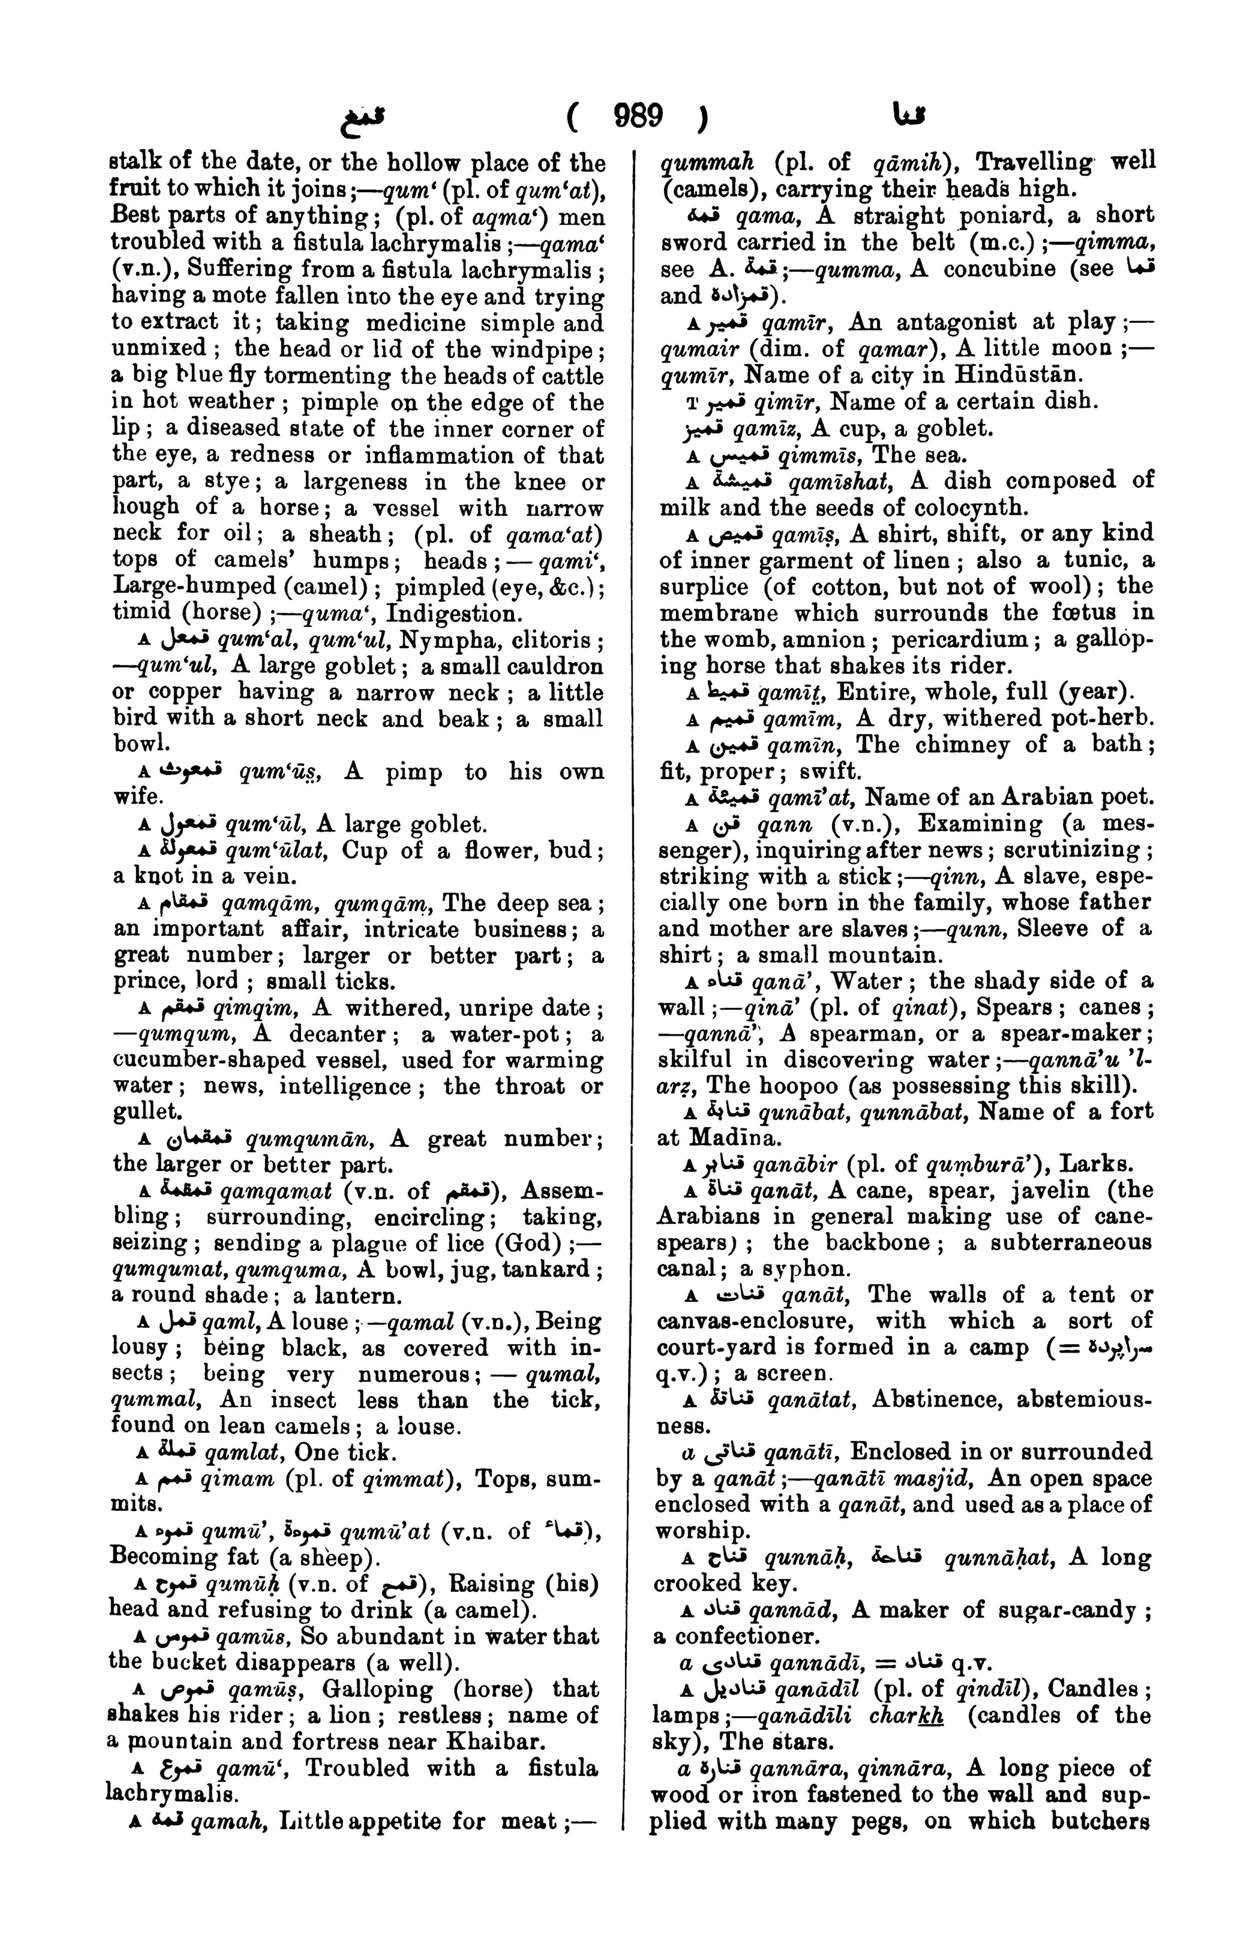 قمع ( 989 ) قنا
stalk of the date, or the hollow place of the
fruit to which it joins;—qum‘ (pl. of qum‘at),
Best parts of anything; (pl. of aqma‘) men
troubled with a fistula lachrymalis;—qama‘
(v.n.), Suffering from a fistula lachrymalis;
having a mote fallen into the eye and trying
to extract it; taking medicine simple and
unmixed; the head or lid of the windpipe;
a big blue fly tormenting the heads of cattle
in hot weather; pimple on the edge of the
lip; a diseased state of the inner corner of
the eye, a redness or inflammation of that
part, a stye; a largeness in the knee or
hough of a horse; a vessel with narrow
neck for oil; a sheath; (pl. of qama‘at)
tops of camels’ humps; heads;—qami‘,
Large-humped (camel); pimpled (eye, &c.);
timid (horse);—quma‘, Indigestion.
A قمعل qum‘al, qum‘ul, Nympha, clitoris;
—qum‘ul, A large goblet; a small cauldron
or copper having a narrow neck; a little
bird with a short neck and beak; a small
bowl.
A قمعوث qum‘ūs̤, A pimp to his own
wife.
A قمعول qum‘ūl, A large goblet.
A قمعولة qum‘ūlat, Cup of a flower, bud;
a knot in a vein.
A قمقام qamqām, qumqām, The deep sea;
an important affair, intricate business; a
great number; larger or better part; a
prince, lord; small ticks.
A قمقم qimqim, A withered, unripe date;
—qumqum, A decanter; a water-pot; a
cucumber-shaped vessel, used for warming
water; news, intelligence; the throat or
gullet.
A قمقمان qumqumān, A great number;
the larger or better part.
A قمقمة qamqamat (v.n. of قمقم), Assem-
bling; surrounding, encircling; taking,
seizing; sending a plague of lice (God);—
qumqumat, qumquma, A bowl, jug, tankard;
a round shade; a lantern.
A قمل qaml, A louse;—qamal (v.n.), Being
lousy; being black, as covered with in-
sects; being very numerous;—qumal,
qummal, An insect less than the tick,
found on lean camels; a louse.
A قملة qamlat, One tick.
A قمم qimam (pl. of qimmat), Tops, sum-
mits.
A قموء qumū’, قموءة qumū’at (v.n. of قماء),
Becoming fat (a sheep).
A قموح qumūḥ (v.n. of قمح), Raising (his)
head and refusing to drink (a camel).
A قموس qamūs, So abundant in water that
the bucket disappears (a well).
A قموص qamūṣ, Galloping (horse) that
shakes his rider; a lion; restless; name of
a mountain and fortress near Khaibar.
A قموع qamū‘, Troubled with a fistula
lachrymalis.
A قمه qamah, Little appetite for meat;—
qummah (pl. of qāmih), Travelling well
(camels), carrying their heads high.
قمه qama, A straight poniard, a short
sword carried in the belt (m.c.);—qimma,
see A. قمة;—qumma, A concubine (see قما
and قمزاده).
A قمير qamīr, An antagonist at play;—
qumair (dim. of qamar), A little moon;—
qumīr, Name of a city in Hindūstān.
T قمير qimīr, Name of a certain dish.
قميز qamīz, A cup, a goblet.
A قميس qimmīs, The sea.
A قميشة qamīshat, A dish composed of
milk and the seeds of colocynth.
A قميص qamīṣ, A shirt, shift, or any kind
of inner garment of linen; also a tunic, a
surplice (of cotton, but not of wool); the
membrane which surrounds the fœtus in
the womb, amnion; pericardium; a gallop-
ing horse that shakes its rider.
A قميط qamīt̤, Entire, whole, full (year).
A قميم qamīm, A dry, withered pot-herb.
A قمين qamīn, The chimney of a bath;
fit, proper; swift.
A قميئة qamī’at, Name of an Arabian poet.
A قن qann (v.n.), Examining (a mes-
senger), inquiring after news; scrutinizing;
striking with a stick;—qinn, A slave, espe-
cially one born in the family, whose father
and mother are slaves;—qunn, Sleeve of a
shirt; a small mountain.
A قناء qanā’, Water; the shady side of a
wall;—qinā’ (pl. of qinat), Spears; canes;
—qannā’, A spearman, or a spear-maker;
skilful in discovering water;—qannā’u ’l-
arẓ, The hoopoo (as possessing this skill).
A قنابة qunābat, qunnābat, Name of a fort
at Madīna.
A قنابر qanābir (pl. of quṃburā’), Larks.
A قناة qanāt, A cane, spear, javelin (the
Arabians in general making use of cane-
spears); the backbone; a subterraneous
canal; a syphon.
A قنات qanāt, The walls of a tent or
canvas-enclosure, with which a sort of
court-yard is formed in a camp (= سراپرده
q.v.); a screen.
A قناتة qanātat, Abstinence, abstemious-
ness.
a قناتی qanātī, Enclosed in or surrounded
by a qanāt;—qanātī masjid, An open space
enclosed with a qanāt, and used as a place of
worship.
A قناح qunnāḥ, قناحة qunnāḥat, A long
crooked key.
A قناد qannād, A maker of sugar-candy;
a confectioner.
a قنادی qannādī, = قناد q.v.
A قناديل qanādīl (pl. of qindīl), Candles;
lamps;—qanādīli charkh (candles of the
sky), The stars.
a قناره qannāra, qinnāra, A long piece of
wood or iron fastened to the wall and sup-
plied with many pegs, on which butchers